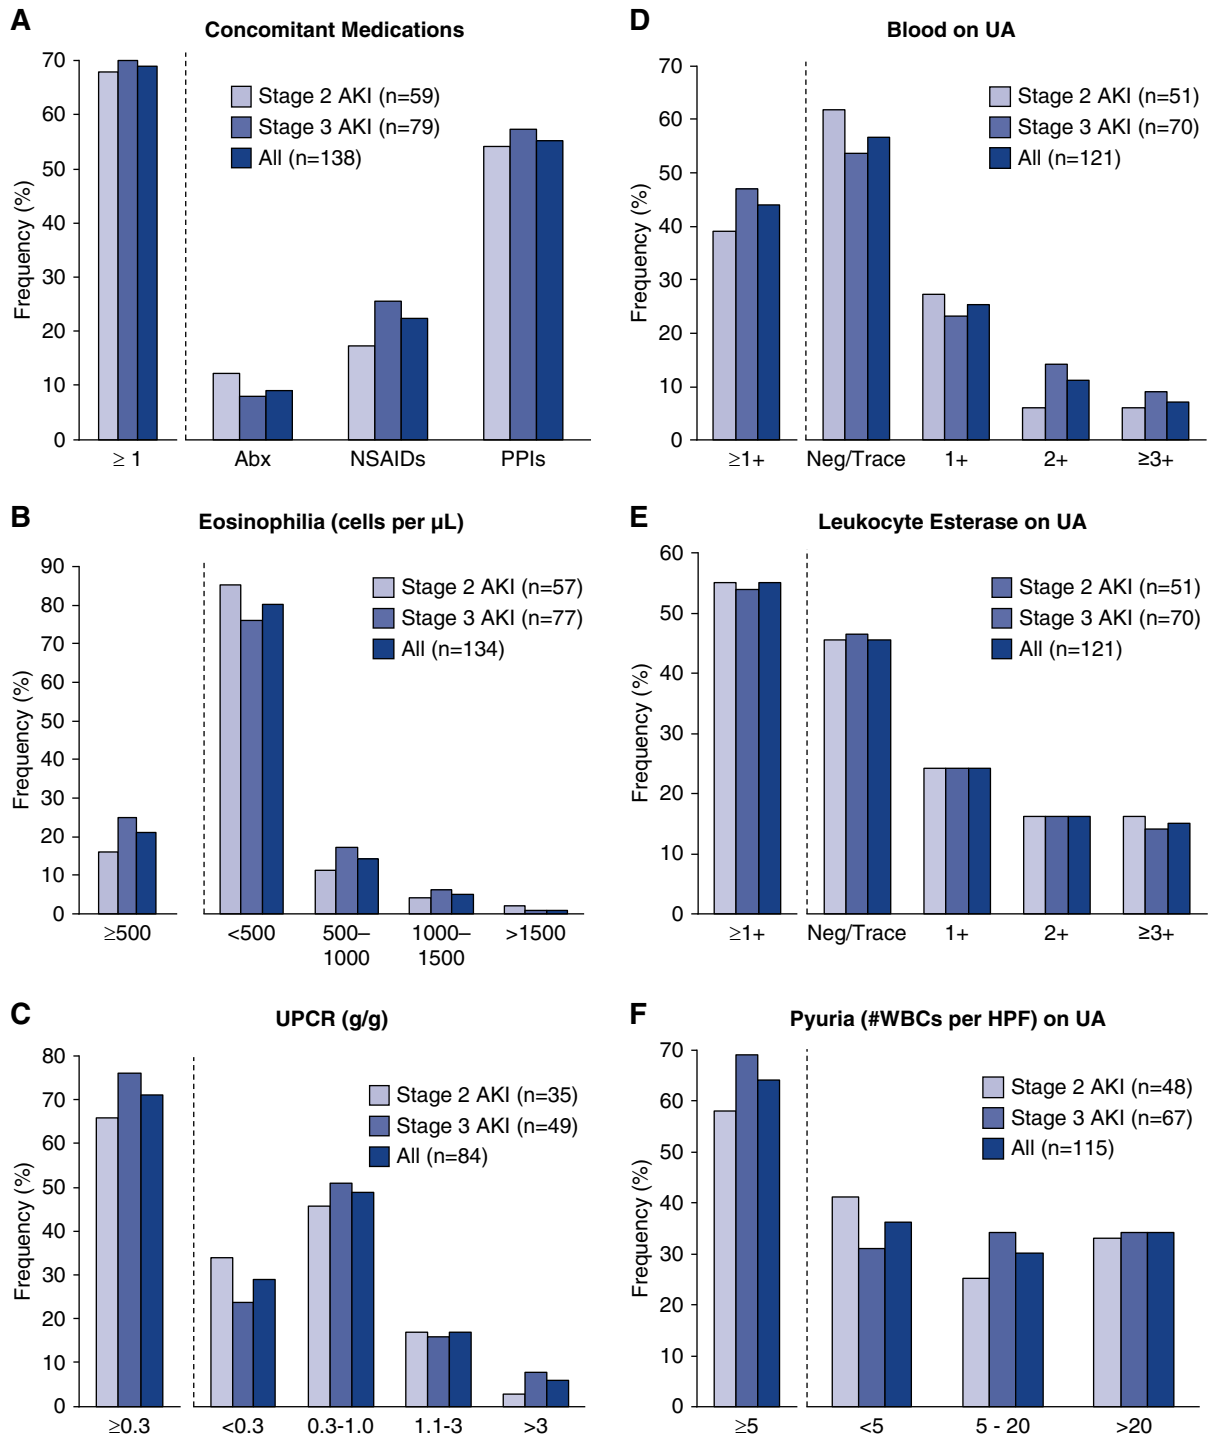 A
Concomitant Medications
70
60
50
40
30
20
10
0
Frequency (%)
Stage 2 AKI (n=59)
Stage 3 AKI (n=79)
All (n=138)
≥ 1
Abx
NSAIDs
PPIs
B
Eosinophilia (cells per µL)
90
80
70
60
50
40
30
20
10
0
Frequency (%)
Stage 2 AKI (n=57)
Stage 3 AKI (n=77)
All (n=134)
≥500
<500
500–
1000
1000–
1500
>1500
C
UPCR (g/g)
80
70
60
50
40
30
20
10
0
Frequency (%)
Stage 2 AKI (n=35)
Stage 3 AKI (n=49)
All (n=84)
≥0.3
<0.3
0.3-1.0
1.1-3
>3
D
Blood on UA
70
60
50
40
30
20
10
0
Frequency (%)
Stage 2 AKI (n=51)
Stage 3 AKI (n=70)
All (n=121)
≥1+
Neg/Trace
1+
2+
≥3+
E
Leukocyte Esterase on UA
60
50
40
30
20
10
0
Frequency (%)
Stage 2 AKI (n=51)
Stage 3 AKI (n=70)
All (n=121)
≥1+
Neg/Trace
1+
2+
≥3+
F
Pyuria (#WBCs per HPF) on UA
70
60
50
40
30
20
10
0
Frequency (%)
Stage 2 AKI (n=48)
Stage 3 AKI (n=67)
All (n=115)
≥5
<5
5 - 20
>20